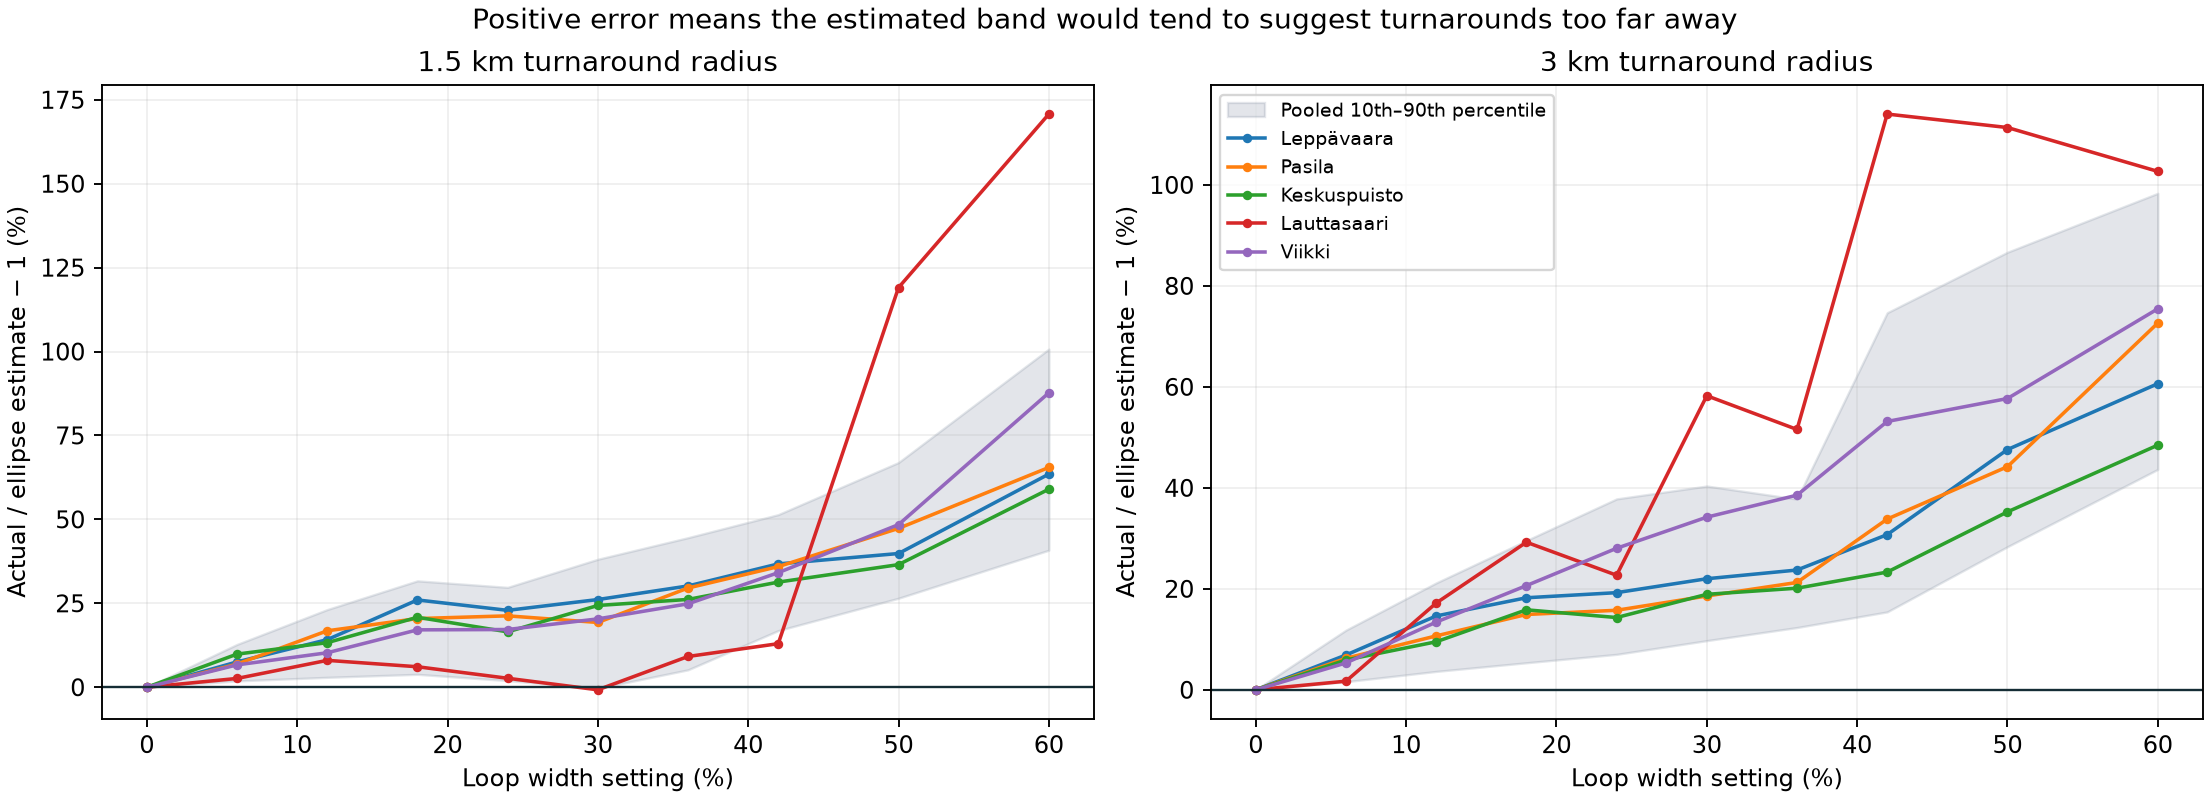 Positive error means the estimated band would tend to suggest turnarounds too far away
1.5 km turnaround radius
Actual / ellipse estimate − 1 (%)
175
150
125
100
75
50
25
0
0 10 20 30 40 50 60
Loop width setting (%)
3 km turnaround radius
Actual / ellipse estimate − 1 (%)
100
80
60
40
20
0
Pooled 10th–90th percentile
Leppävaara
Pasila
Keskuspuisto
Lauttasaari
Viikki
0 10 20 30 40 50 60
Loop width setting (%)